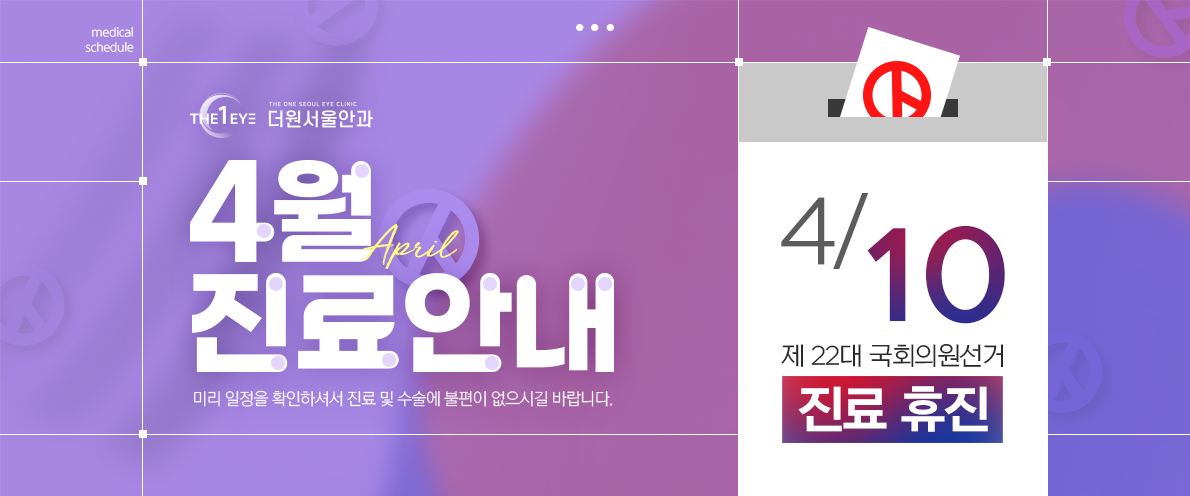 medical
schedule
THE 1 EYE
THE ONE SEOUL EYE CLINIC
더원서울안과
4월
April
진료안내
미리 일정을 확인하셔서 진료 및 수술에 불편이 없으시길 바랍니다.
4/10
제 22대 국회의원선거
진료 휴진